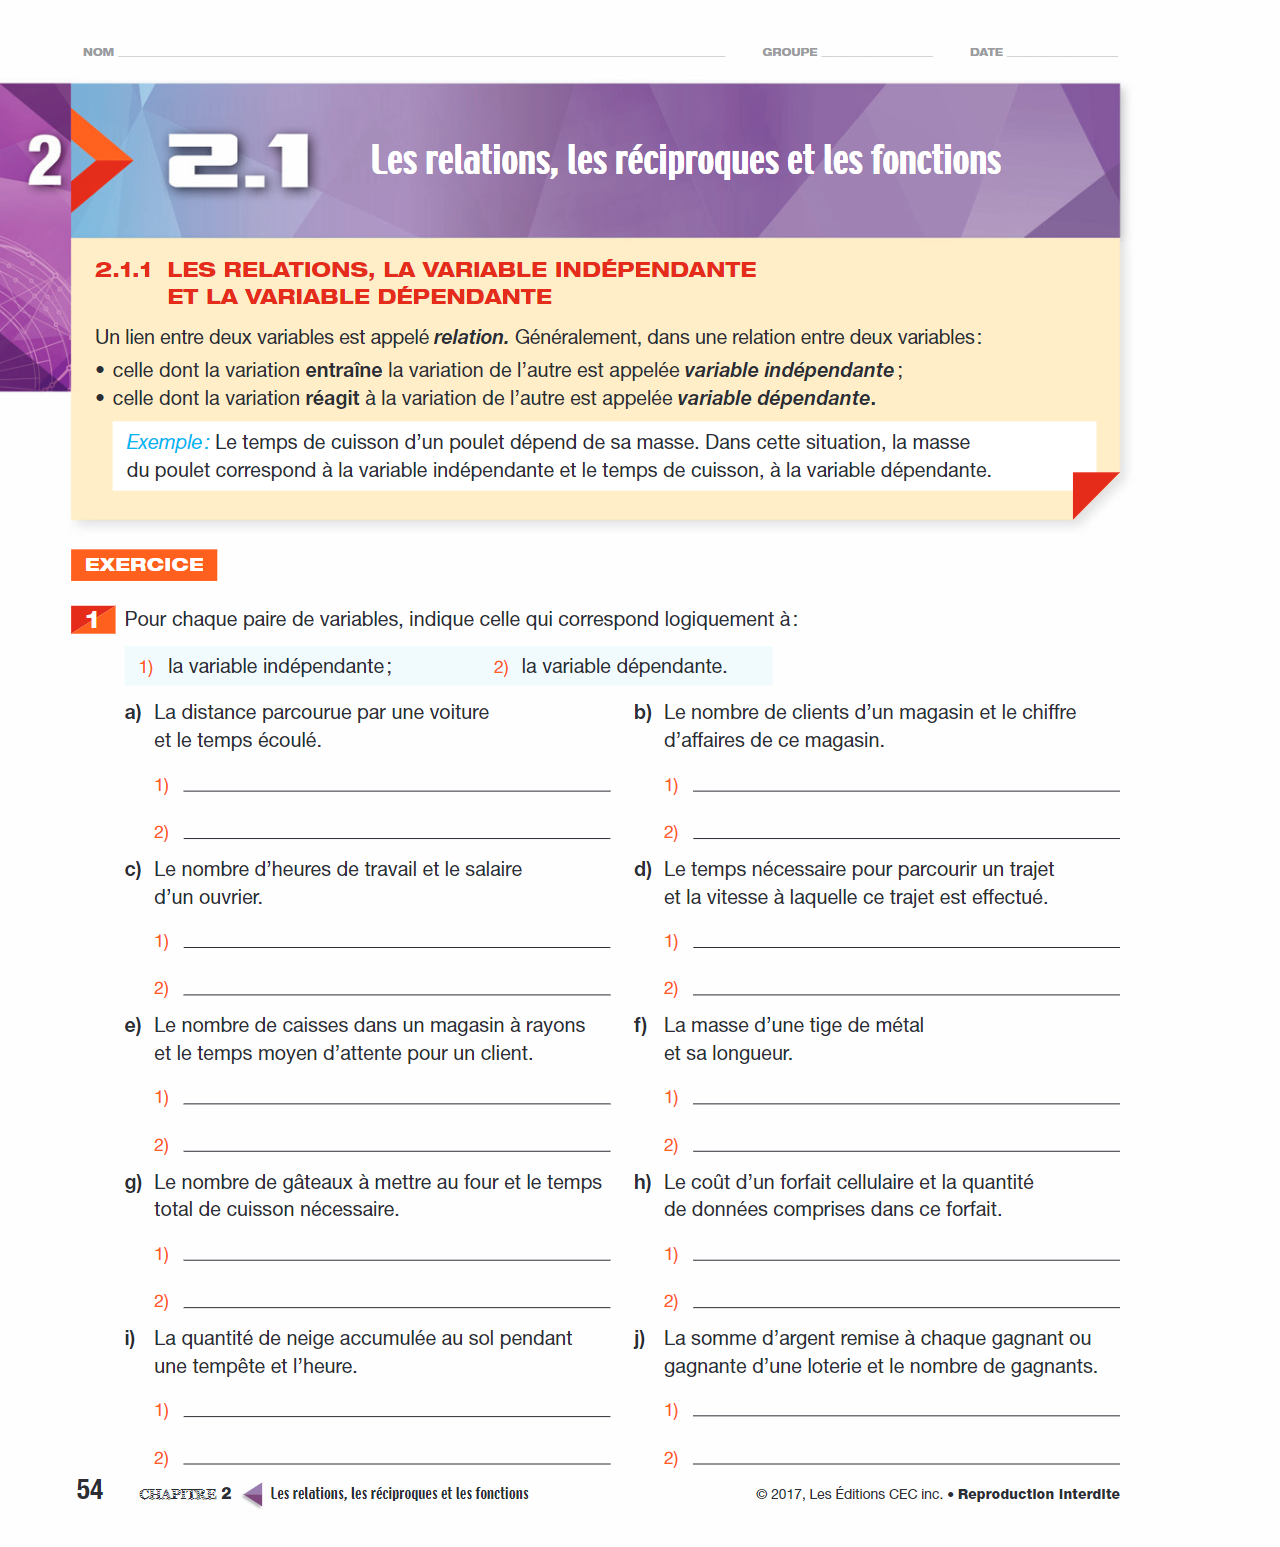 NOM GROUPE DATE
2
2.1 Les relations, les réciproques et les fonctions
2.1.1 LES RELATIONS, LA VARIABLE INDÉPENDANTE
ET LA VARIABLE DÉPENDANTE
Un lien entre deux variables est appelé relation. Généralement, dans une relation entre deux variables :
• celle dont la variation entraîne la variation de l'autre est appelée variable indépendante ;
• celle dont la variation réagit à la variation de l'autre est appelée variable dépendante.
Exemple : Le temps de cuisson d'un poulet dépend de sa masse. Dans cette situation, la masse
du poulet correspond à la variable indépendante et le temps de cuisson, à la variable dépendante.
EXERCICE
1 Pour chaque paire de variables, indique celle qui correspond logiquement à :
1) la variable indépendante ; 2) la variable dépendante.
a) La distance parcourue par une voiture
et le temps écoulé.
1)
2)
b) Le nombre de clients d'un magasin et le chiffre
d'affaires de ce magasin.
1)
2)
c) Le nombre d'heures de travail et le salaire
d'un ouvrier.
1)
2)
d) Le temps nécessaire pour parcourir un trajet
et la vitesse à laquelle ce trajet est effectué.
1)
2)
e) Le nombre de caisses dans un magasin à rayons
et le temps moyen d'attente pour un client.
1)
2)
f) La masse d'une tige de métal
et sa longueur.
1)
2)
g) Le nombre de gâteaux à mettre au four et le temps
total de cuisson nécessaire.
1)
2)
h) Le coût d'un forfait cellulaire et la quantité
de données comprises dans ce forfait.
1)
2)
i) La quantité de neige accumulée au sol pendant
une tempête et l'heure.
1)
2)
j) La somme d'argent remise à chaque gagnant ou
gagnante d'une loterie et le nombre de gagnants.
1)
2)
54 CHAPITRE 2 Les relations, les réciproques et les fonctions
© 2017, Les Éditions CEC inc. • Reproduction interdite